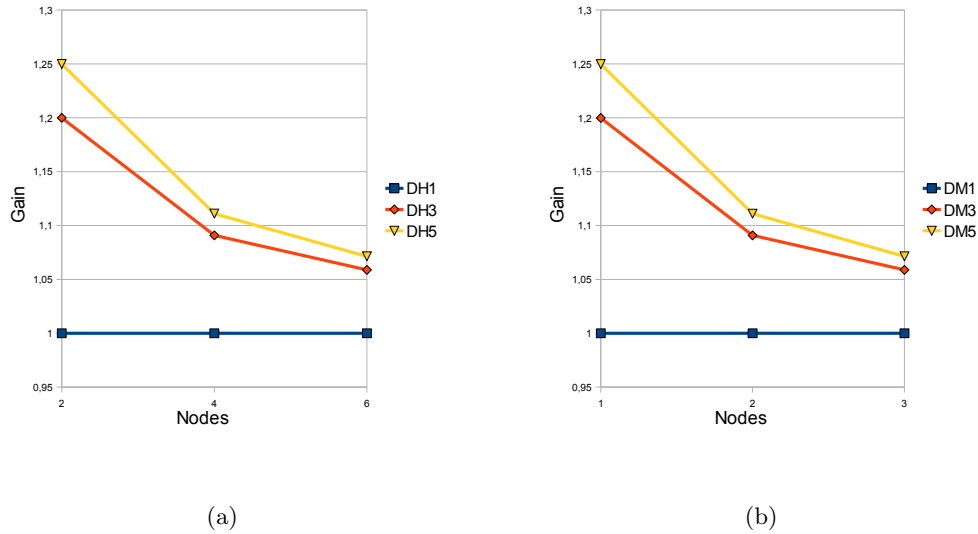 1,3
1,25
1,2
1,15
1,1
1,05
1
0,95
Gain
2 4 6
Nodes
DH1
DH3
DH5
(a)
1,3
1,25
1,2
1,15
1,1
1,05
1
0,95
Gain
1 2 3
Nodes
DM1
DM3
DM5
(b)